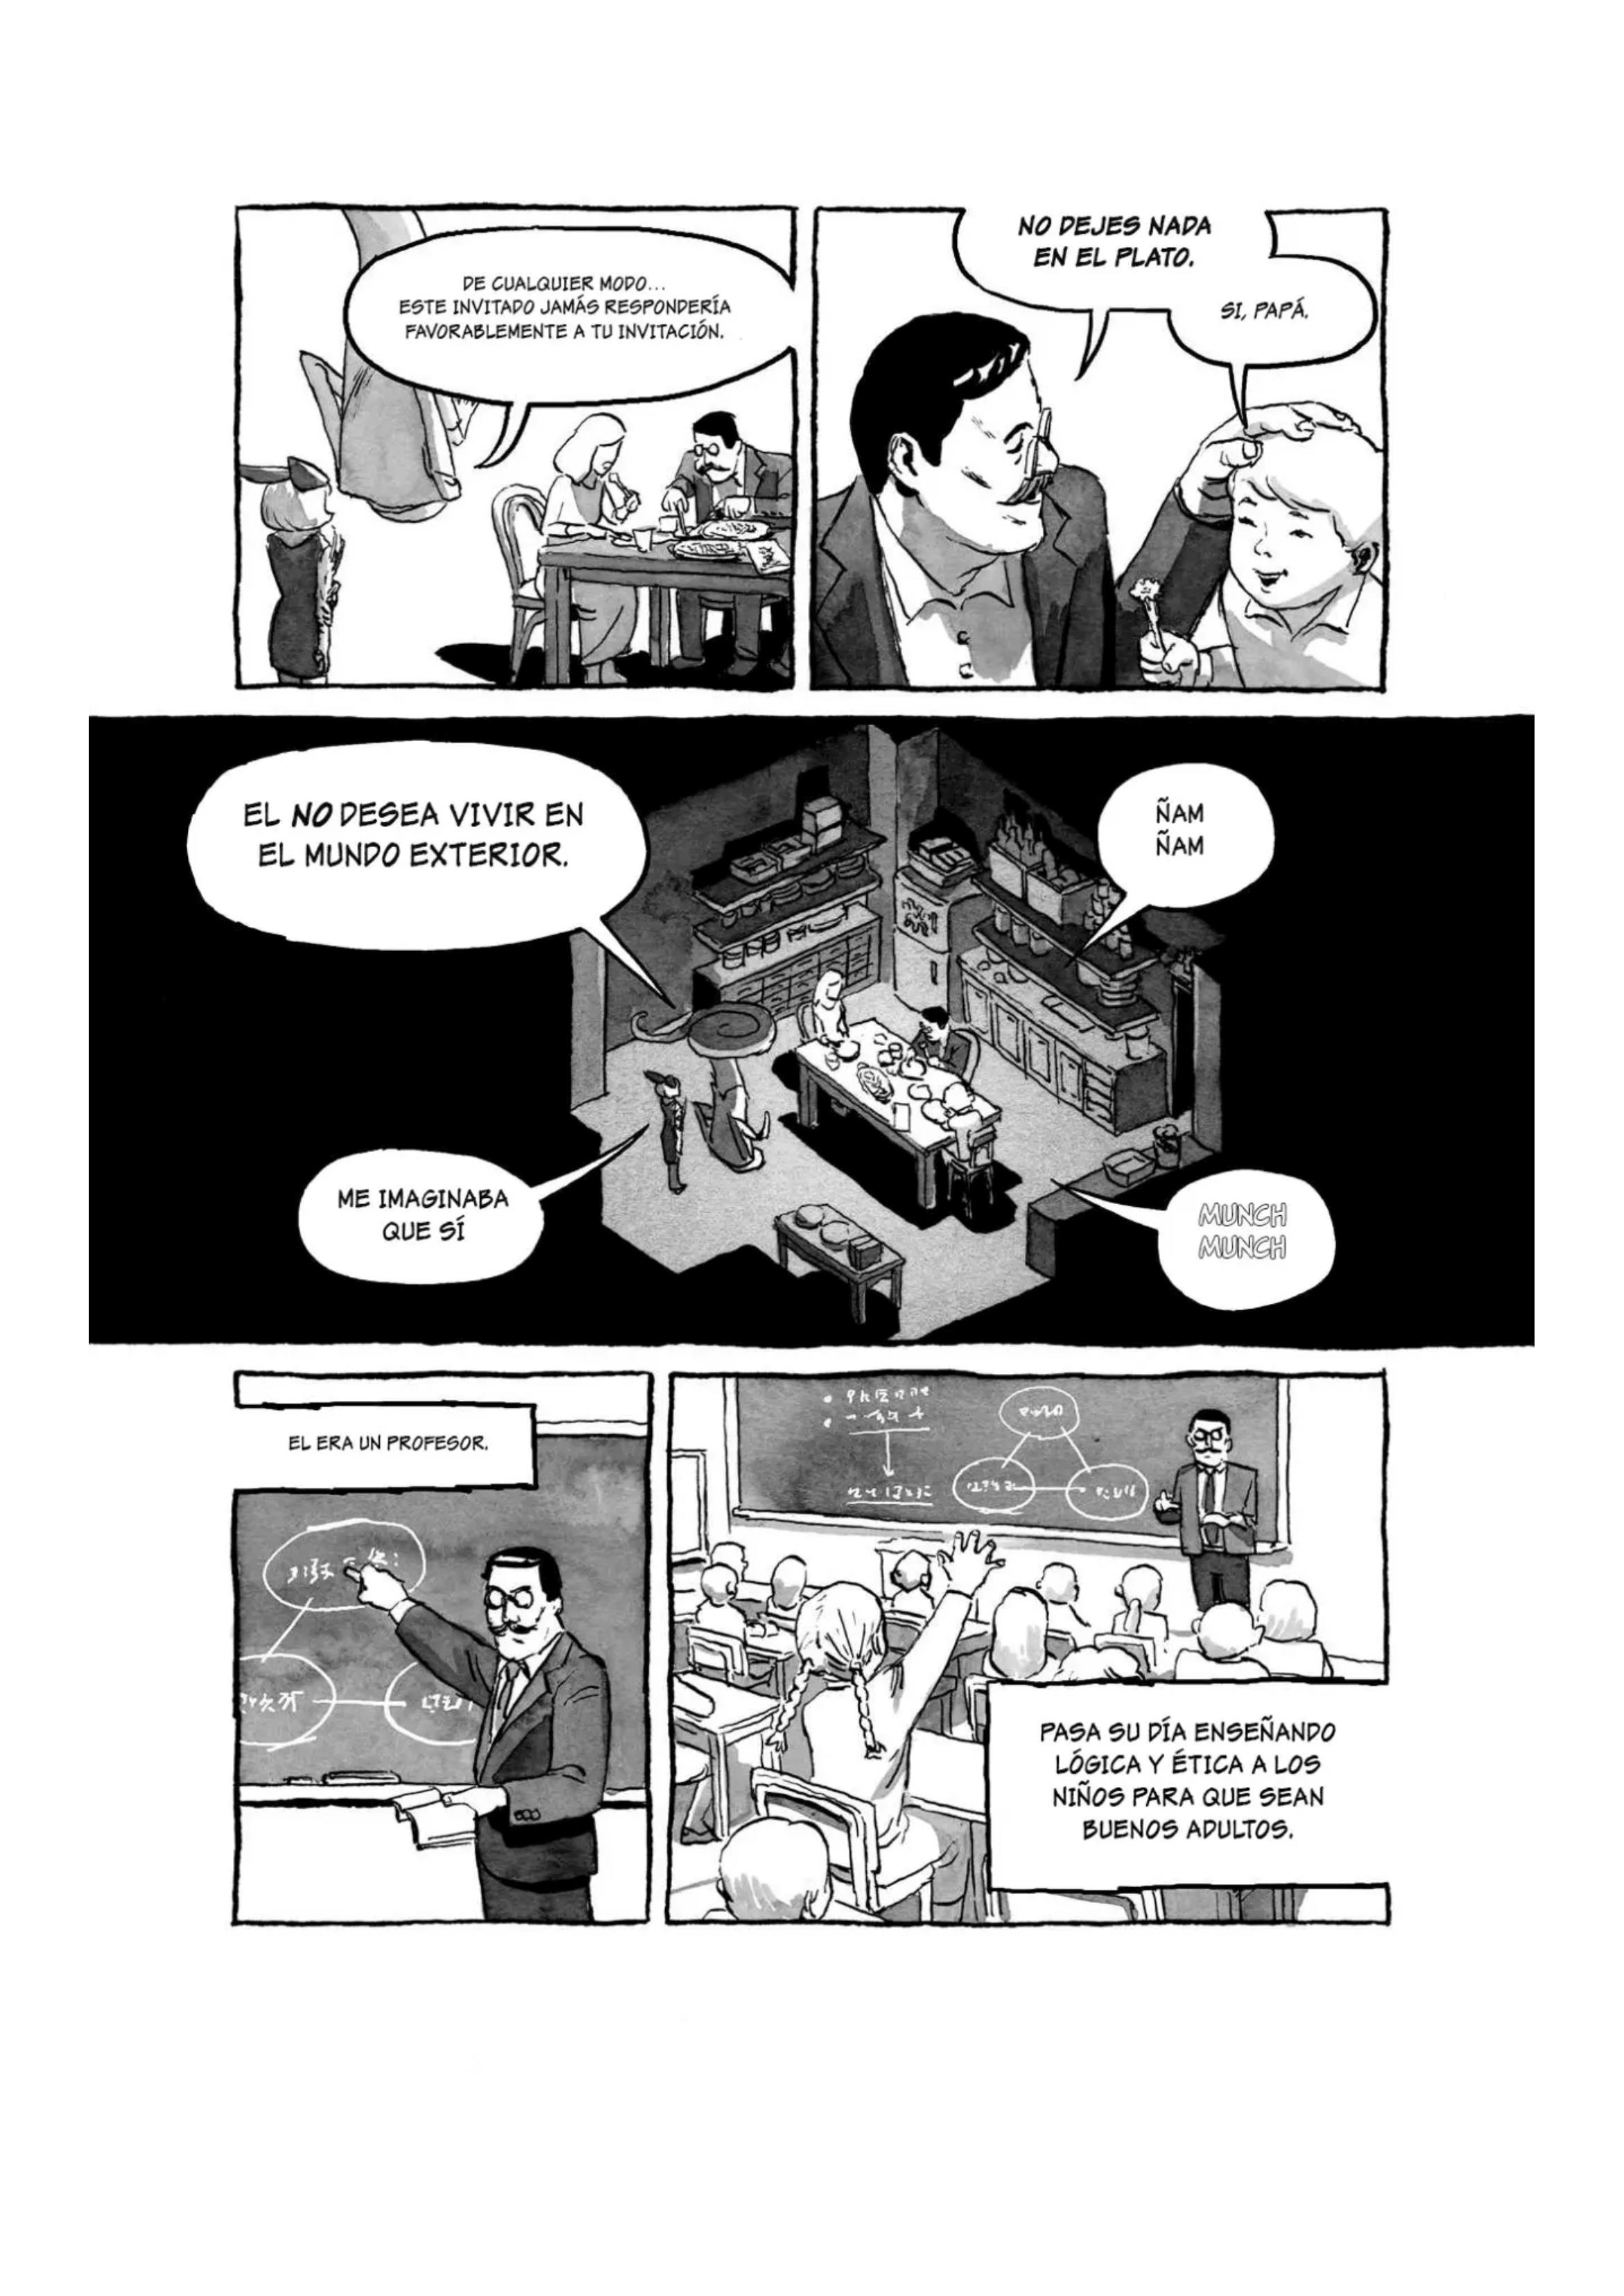 DE CUALQUIER MODO...
ESTE INVITADO JAMÁS RESPONDERÍA
FAVORABLEMENTE A TU INVITACIÓN.
NO DEJES NADA
EN EL PLATO.
SI, PAPÁ.
EL NO DESEA VIVIR EN
EL MUNDO EXTERIOR.
ÑAM
ÑAM
ME IMAGINABA
QUE SÍ
MUNCH
MUNCH
EL ERA UN PROFESOR.
PASA SU DÍA ENSEÑANDO
LÓGICA Y ÉTICA A LOS
NIÑOS PARA QUE SEAN
BUENOS ADULTOS.